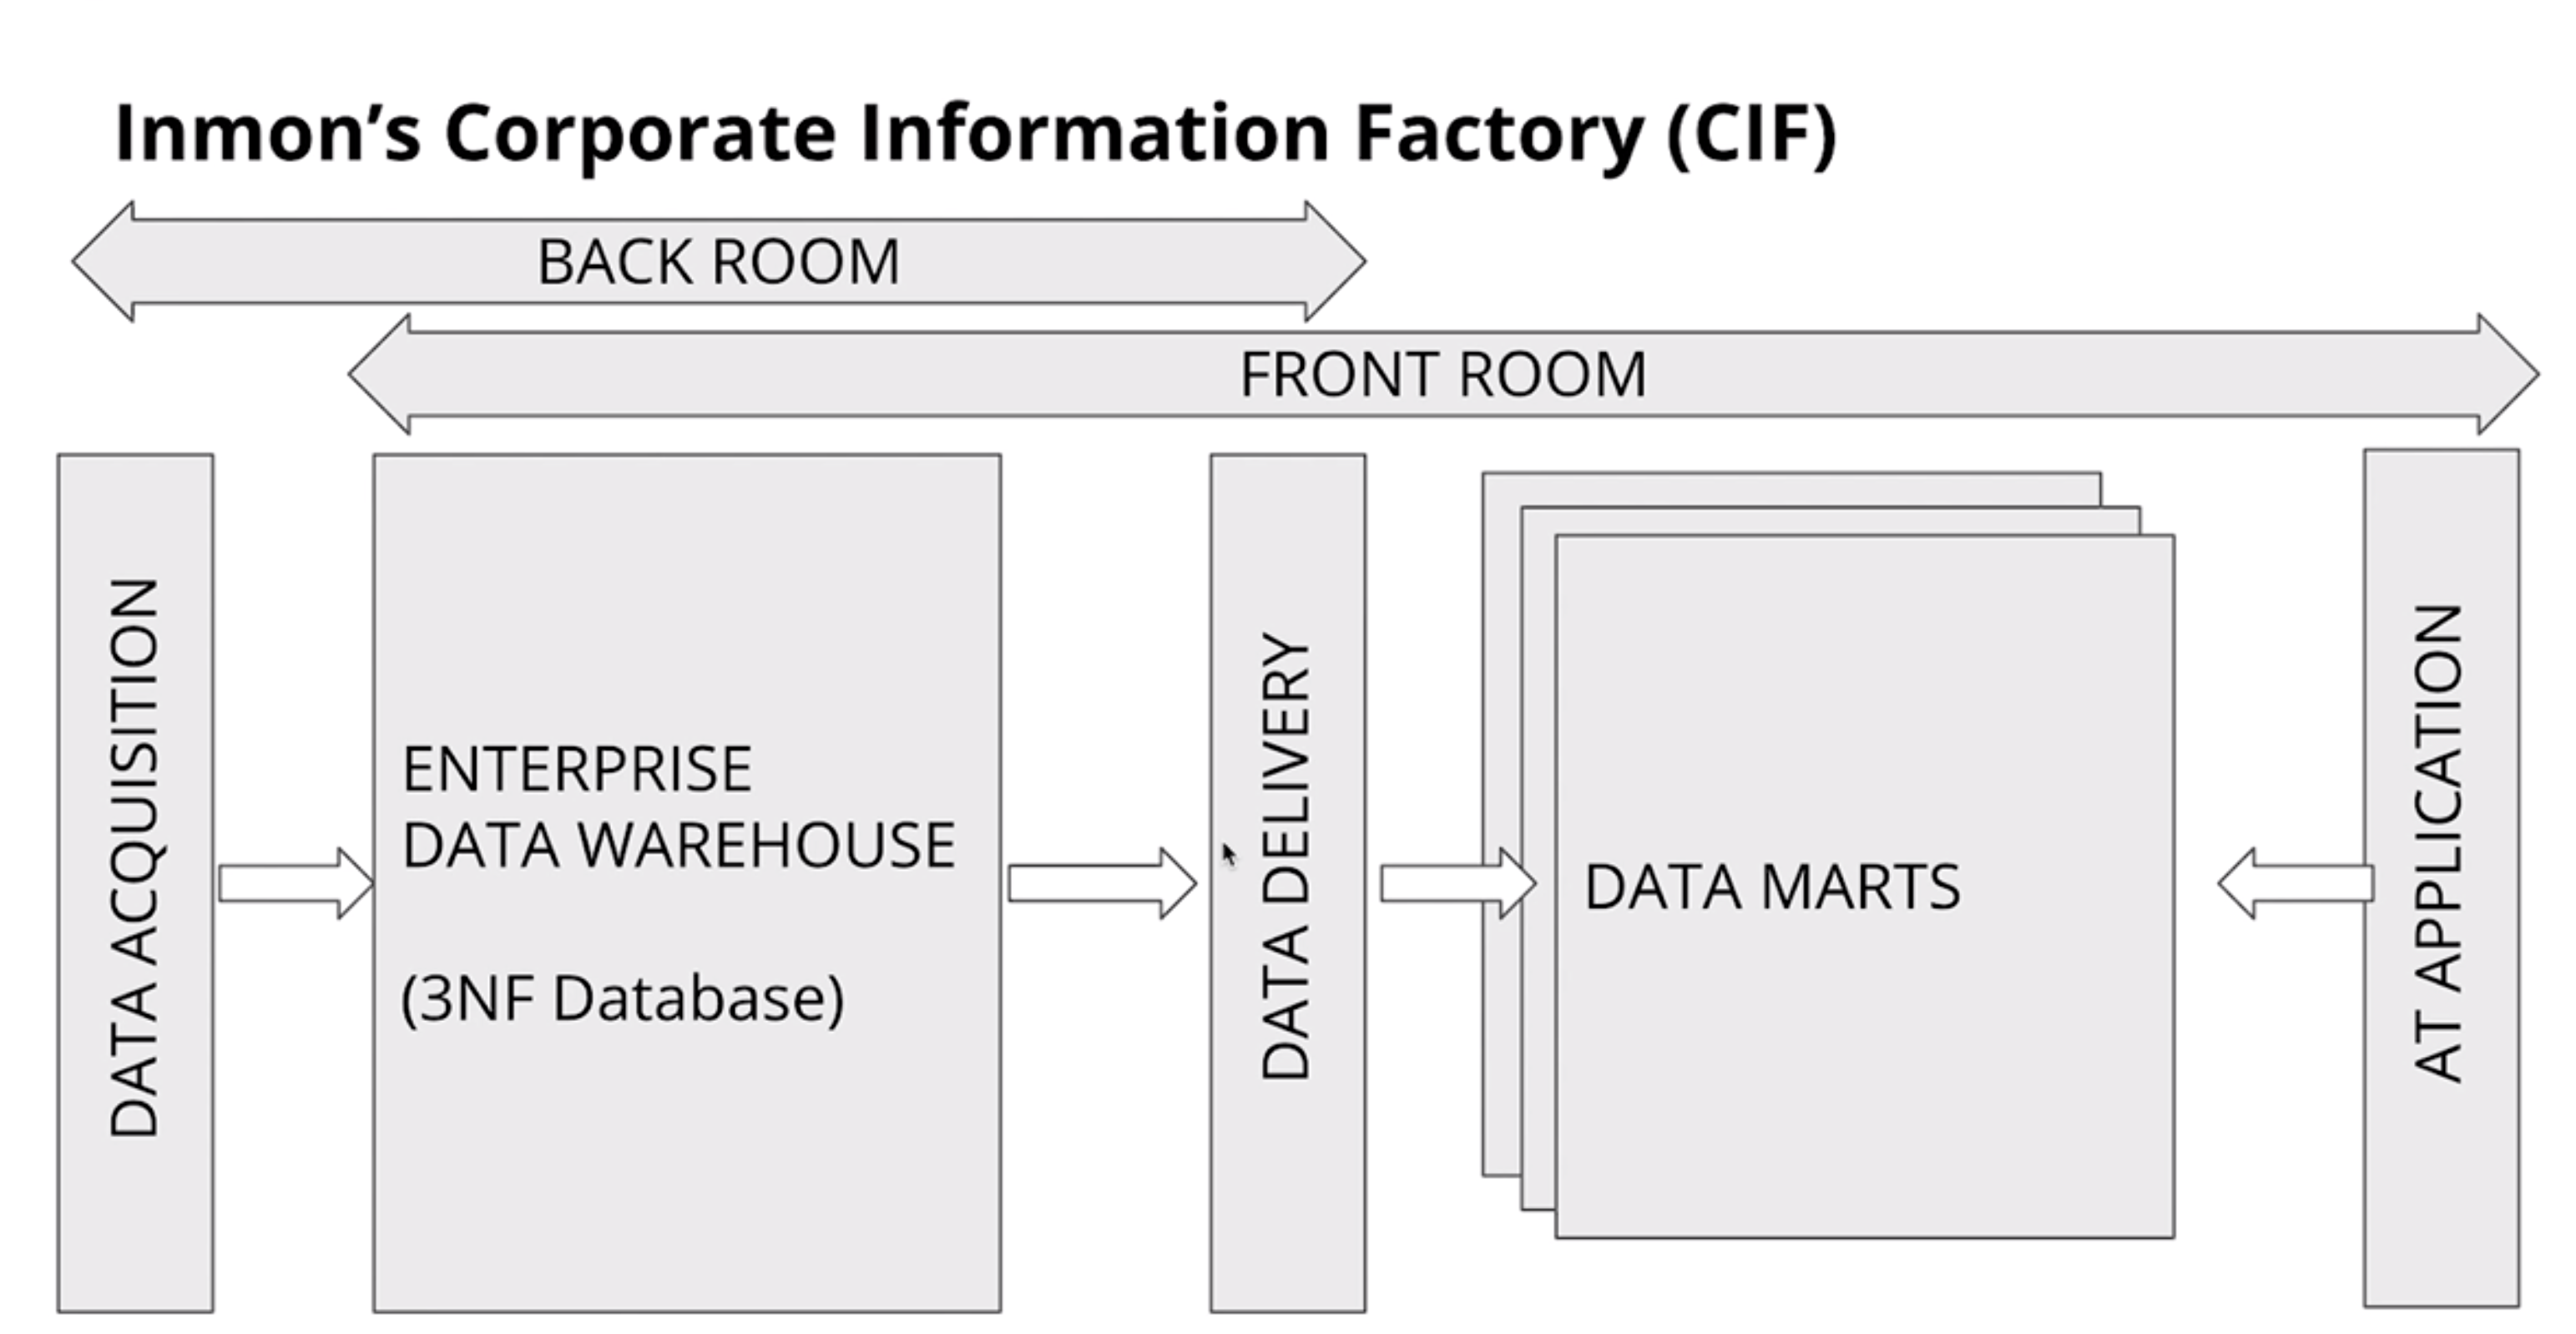 Inmon’s Corporate Information Factory (CIF)
BACK ROOM
FRONT ROOM
DATA ACQUISITION
ENTERPRISE
DATA WAREHOUSE
(3NF Database)
DATA DELIVERY
DATA MARTS
AT APPLICATION